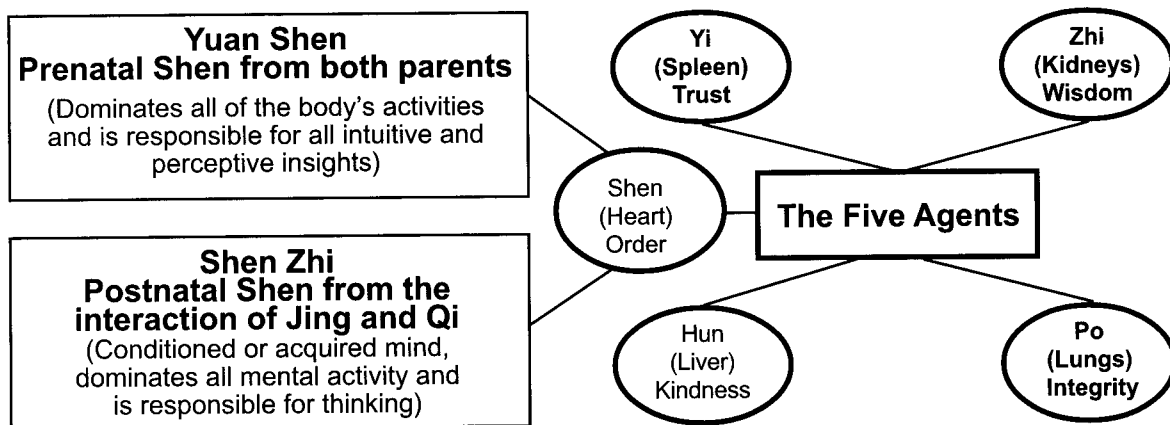 Yuan Shen
Prenatal Shen from both parents
(Dominates all of the body's activities
and is responsible for all intuitive and
perceptive insights)
Shen Zhi
Postnatal Shen from the
interaction of Jing and Qi
(Conditioned or acquired mind,
dominates all mental activity and
is responsible for thinking)
Shen
(Heart)
Order
Yi
(Spleen)
Trust
Zhi
(Kidneys)
Wisdom
The Five Agents
Hun
(Liver)
Kindness
Po
(Lungs)
Integrity